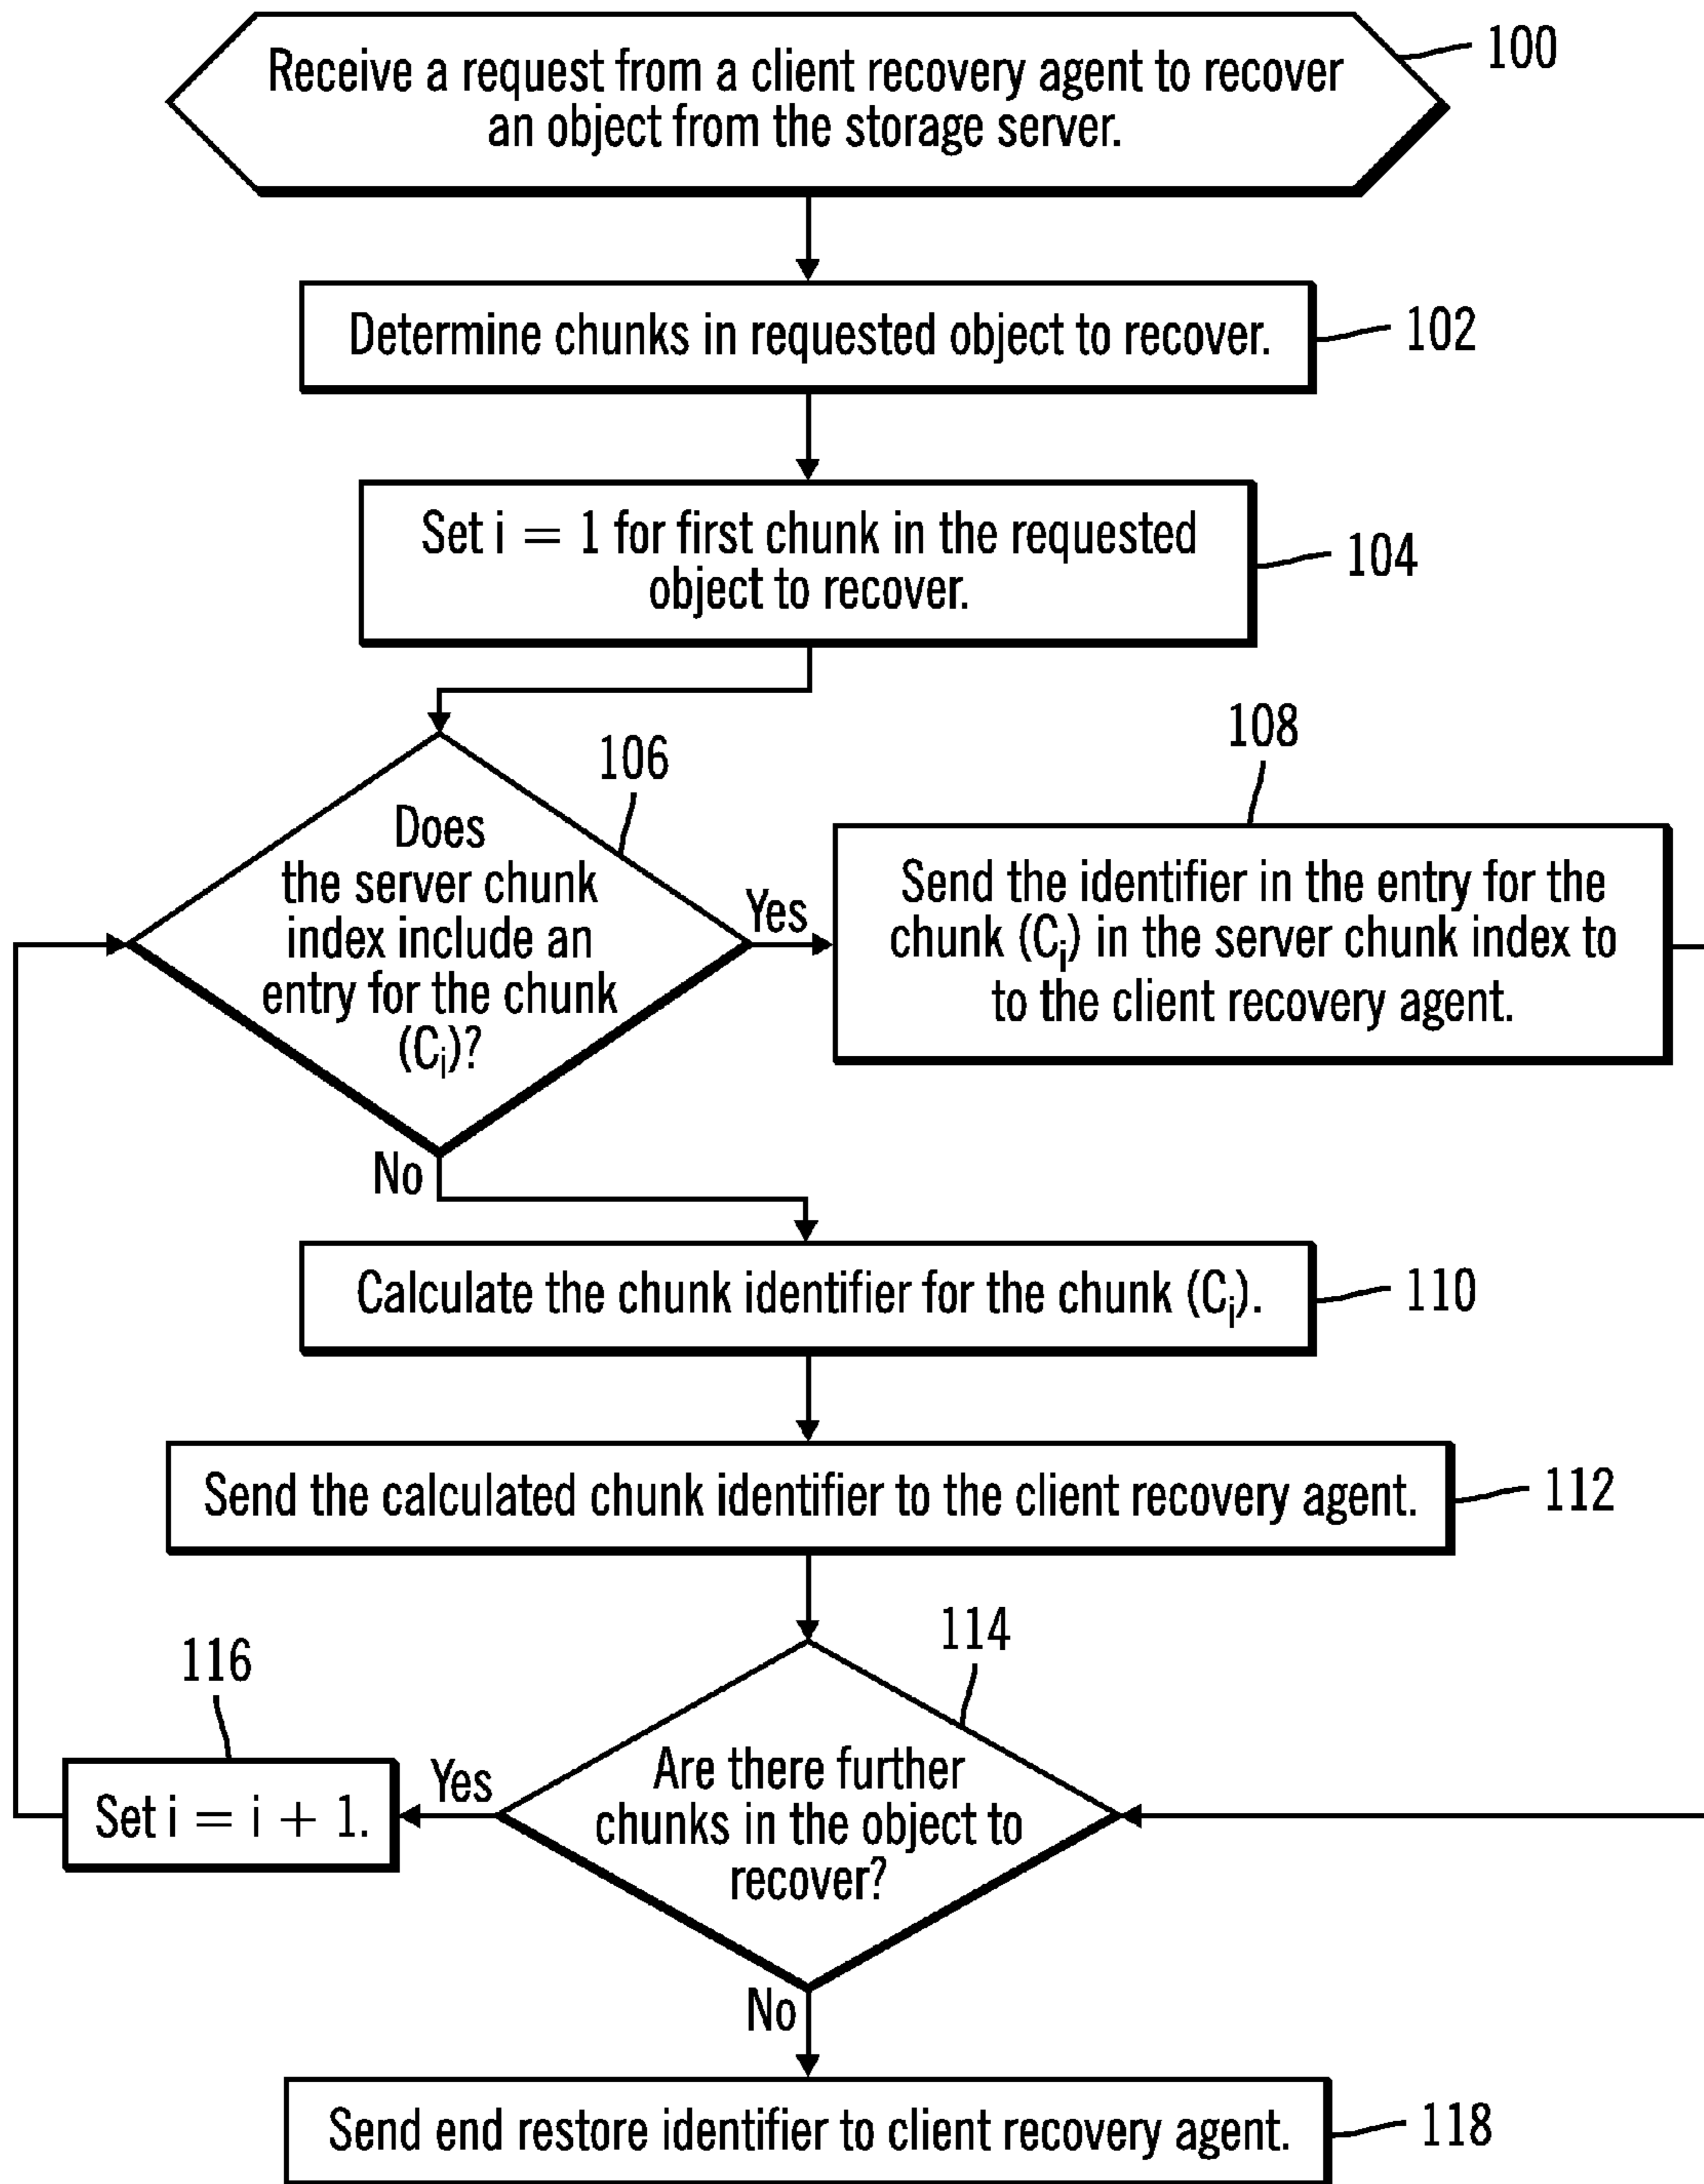 Receive a request from a client recovery agent to recover
an object from the storage server.
100
Determine chunks in requested object to recover.
102
Set i = 1 for first chunk in the requested
object to recover.
104
106
Does
the server chunk
index include an
entry for the chunk
(Ci)?
Yes
108
Send the identifier in the entry for the
chunk (Ci) in the server chunk index to
to the client recovery agent.
No
Calculate the chunk identifier for the chunk (Ci).
110
Send the calculated chunk identifier to the client recovery agent.
112
114
Are there further
chunks in the object to
recover?
Yes
116
Set i = i + 1.
No
Send end restore identifier to client recovery agent.
118